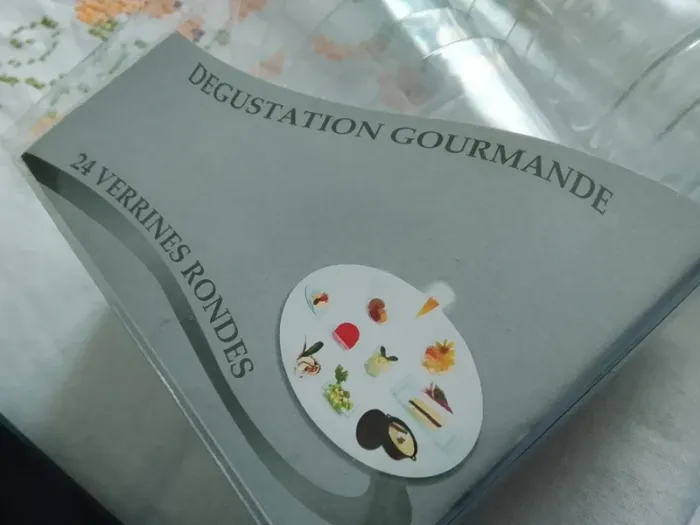 DEGUSTATION GOURMANDE
24 VERRINES RONDES